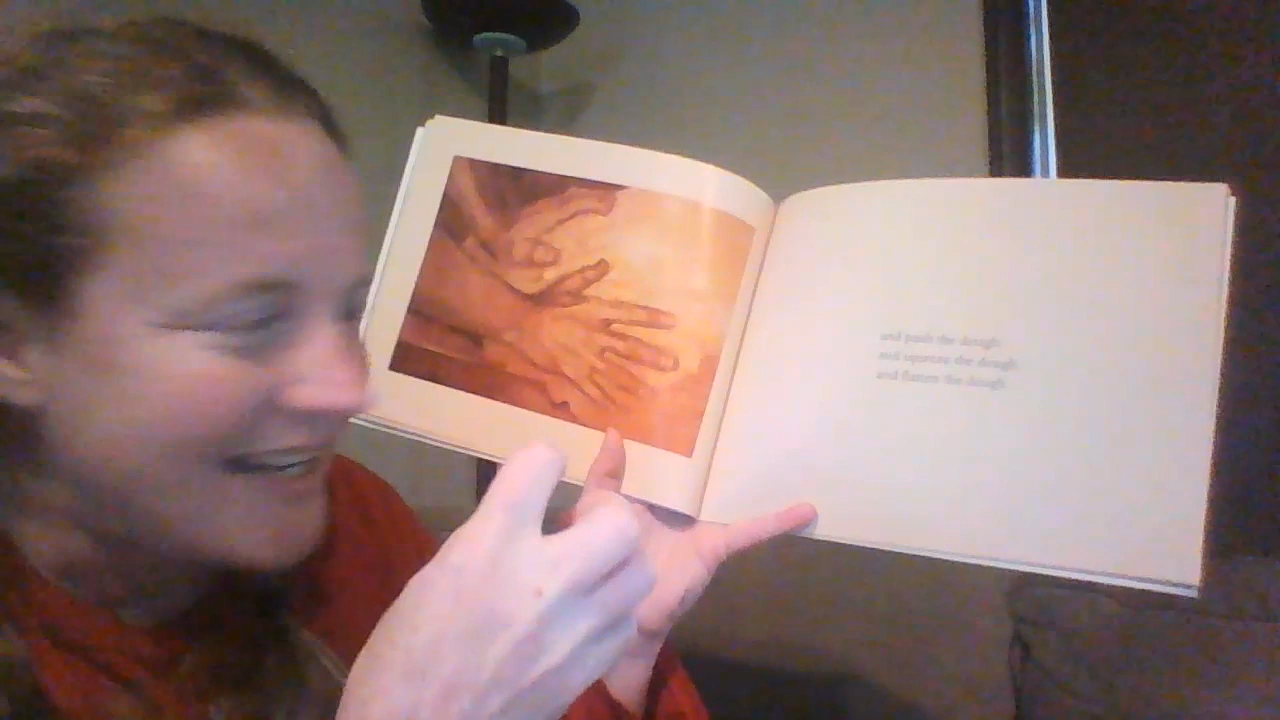 and push the dough
and squeeze the dough
and flatten the dough